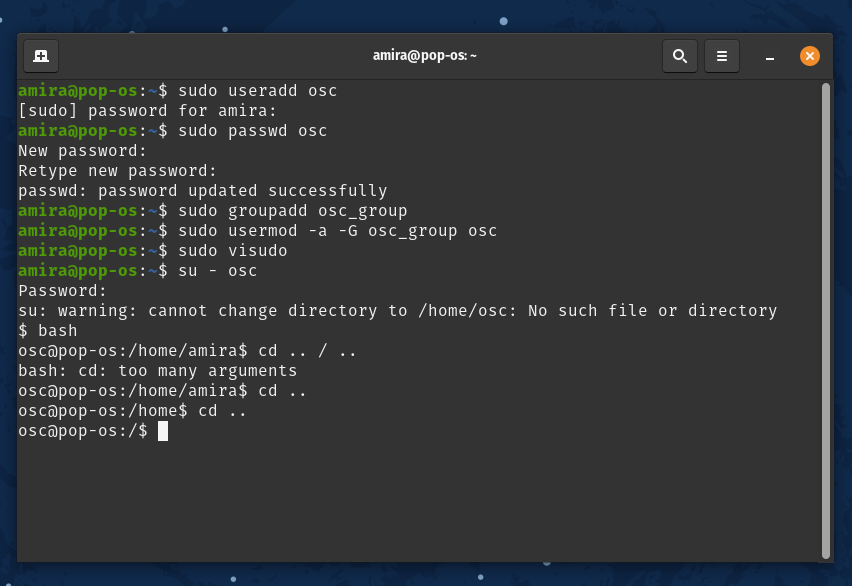 amira@pop-os: ~
amira@pop-os:~$ sudo useradd osc
[sudo] password for amira:
amira@pop-os:~$ sudo passwd osc
New password:
Retype new password:
passwd: password updated successfully
amira@pop-os:~$ sudo groupadd osc_group
amira@pop-os:~$ sudo usermod -a -G osc_group osc
amira@pop-os:~$ sudo visudo
amira@pop-os:~$ su - osc
Password:
su: warning: cannot change directory to /home/osc: No such file or directory
$ bash
osc@pop-os:/home/amira$ cd .. / ..
bash: cd: too many arguments
osc@pop-os:/home/amira$ cd ..
osc@pop-os:/home$ cd ..
osc@pop-os:/$